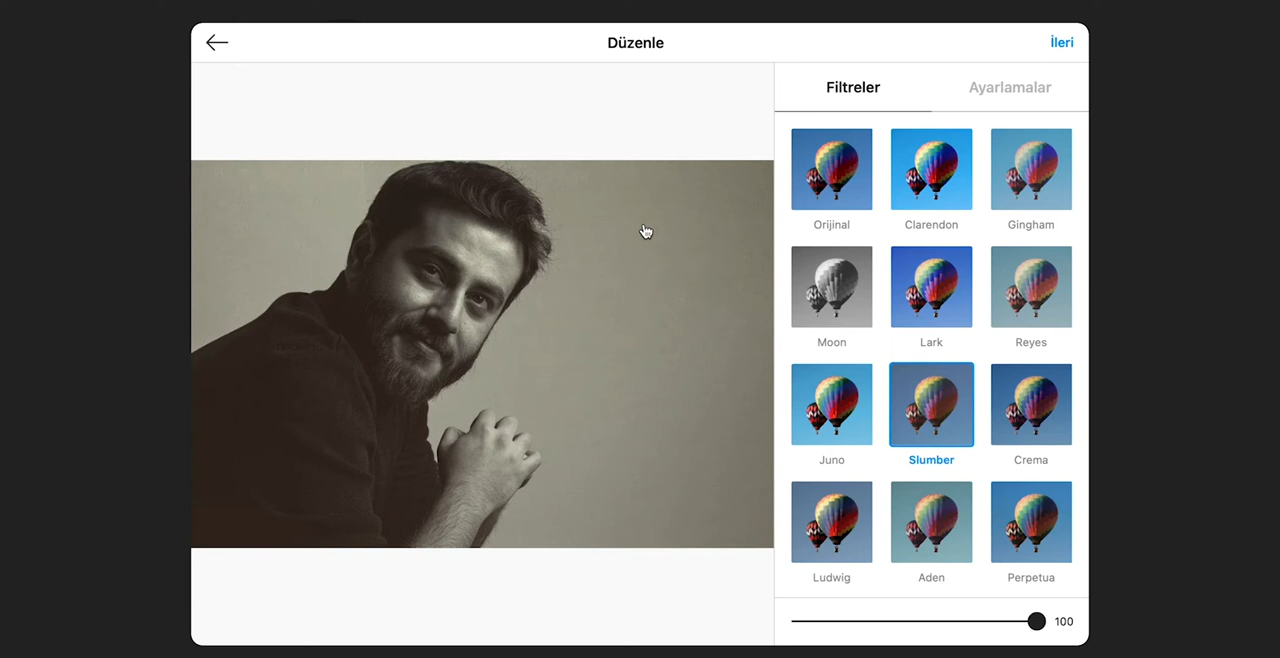 Düzenle
İleri
Filtreler Ayarlamalar
Orijinal Clarendon Gingham
Moon Lark Reyes
Juno Slumber Crema
Ludwig Aden Perpetua
100